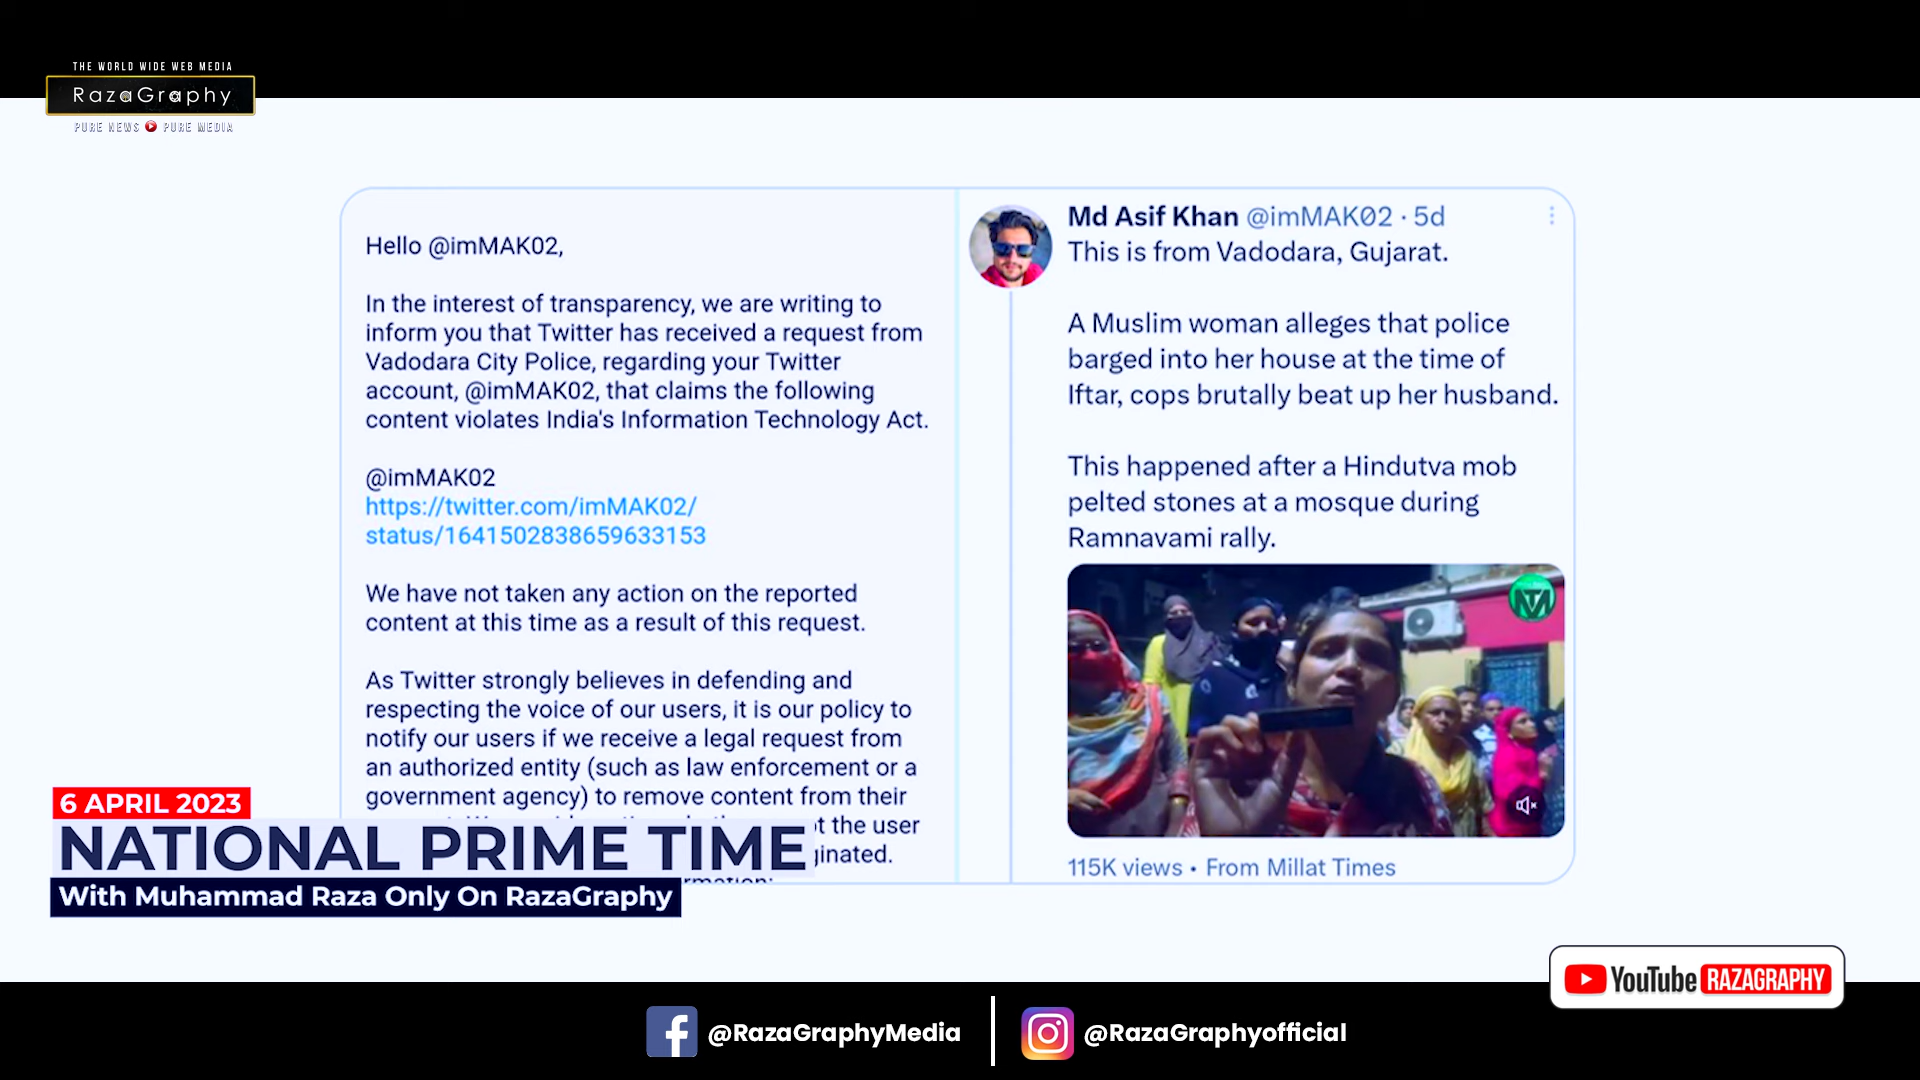 THE WORLD WIDE WEB MEDIA
RazaGraphy
PURE NEWS PURE MEDIA
Hello @imMAK02,
In the interest of transparency, we are writing to
inform you that Twitter has received a request from
Vadodara City Police, regarding your Twitter
account, @imMAK02, that claims the following
content violates India's Information Technology Act.
@imMAK02
https://twitter.com/imMAK02/
status/1641502838659633153
We have not taken any action on the reported
content at this time as a result of this request.
As Twitter strongly believes in defending and
respecting the voice of our users, it is our policy to
notify our users if we receive a legal request from
an authorized entity (such as law enforcement or a
government agency) to remove content from their
the user
Md Asif Khan @imMAK02 · 5d
This is from Vadodara, Gujarat.
A Muslim woman alleges that police
barged into her house at the time of
Iftar, cops brutally beat up her husband.
This happened after a Hindutva mob
pelted stones at a mosque during
Ramnavami rally.
115K views • From Millat Times
6 APRIL 2023
NATIONAL PRIME TIME
With Muhammad Raza Only On RazaGraphy
YouTube RAZAGRAPHY
@RazaGraphyMedia
@RazaGraphyofficial